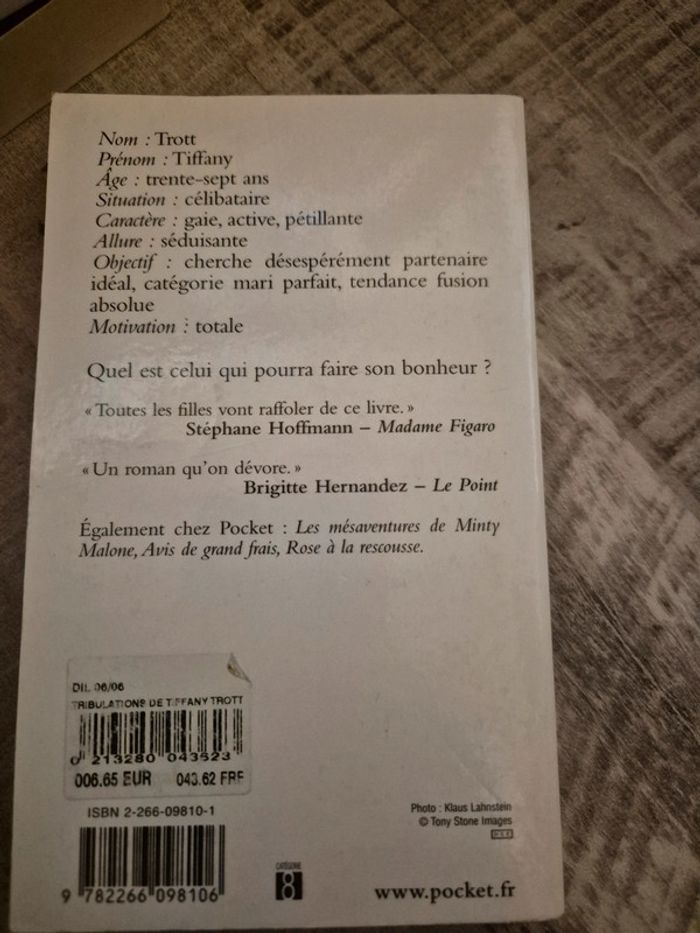 Nom : Trott
Prénom : Tiffany
Âge : trente-sept ans
Situation : célibataire
Caractère : gaie, active, pétillante
Allure : séduisante
Objectif : cherche désespérément partenaire
idéal, catégorie mari parfait, tendance fusion
absolue
Motivation : totale
Quel est celui qui pourra faire son bonheur ?
« Toutes les filles vont raffoler de ce livre. »
Stéphane Hoffmann – Madame Figaro
« Un roman qu'on dévore. »
Brigitte Hernandez – Le Point
Également chez Pocket : Les mésaventures de Minty
Malone, Avis de grand frais, Rose à la rescousse.
DIL 06/06
TRIBULATIONS DE TIFFANY TROTT
0 213280 043623
006.65 EUR 043.62 FRF
ISBN 2-266-09810-1
9 782266 098106
CATÉGORIE
8
Photo : Klaus Lahnstein
© Tony Stone Images
www.pocket.fr